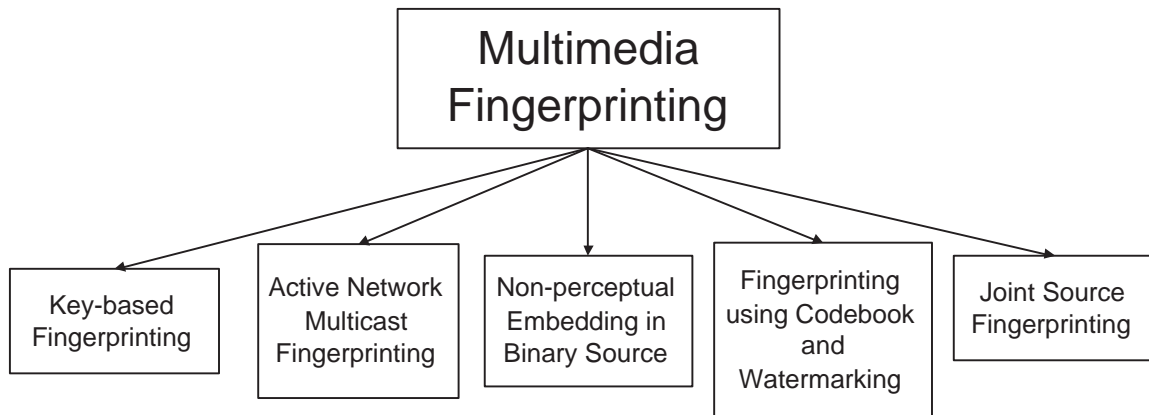 Multimedia
Fingerprinting
Key-based
Fingerprinting
Active Network
Multicast
Fingerprinting
Non-perceptual
Embedding in
Binary Source
Fingerprinting
using Codebook
and
Watermarking
Joint Source
Fingerprinting